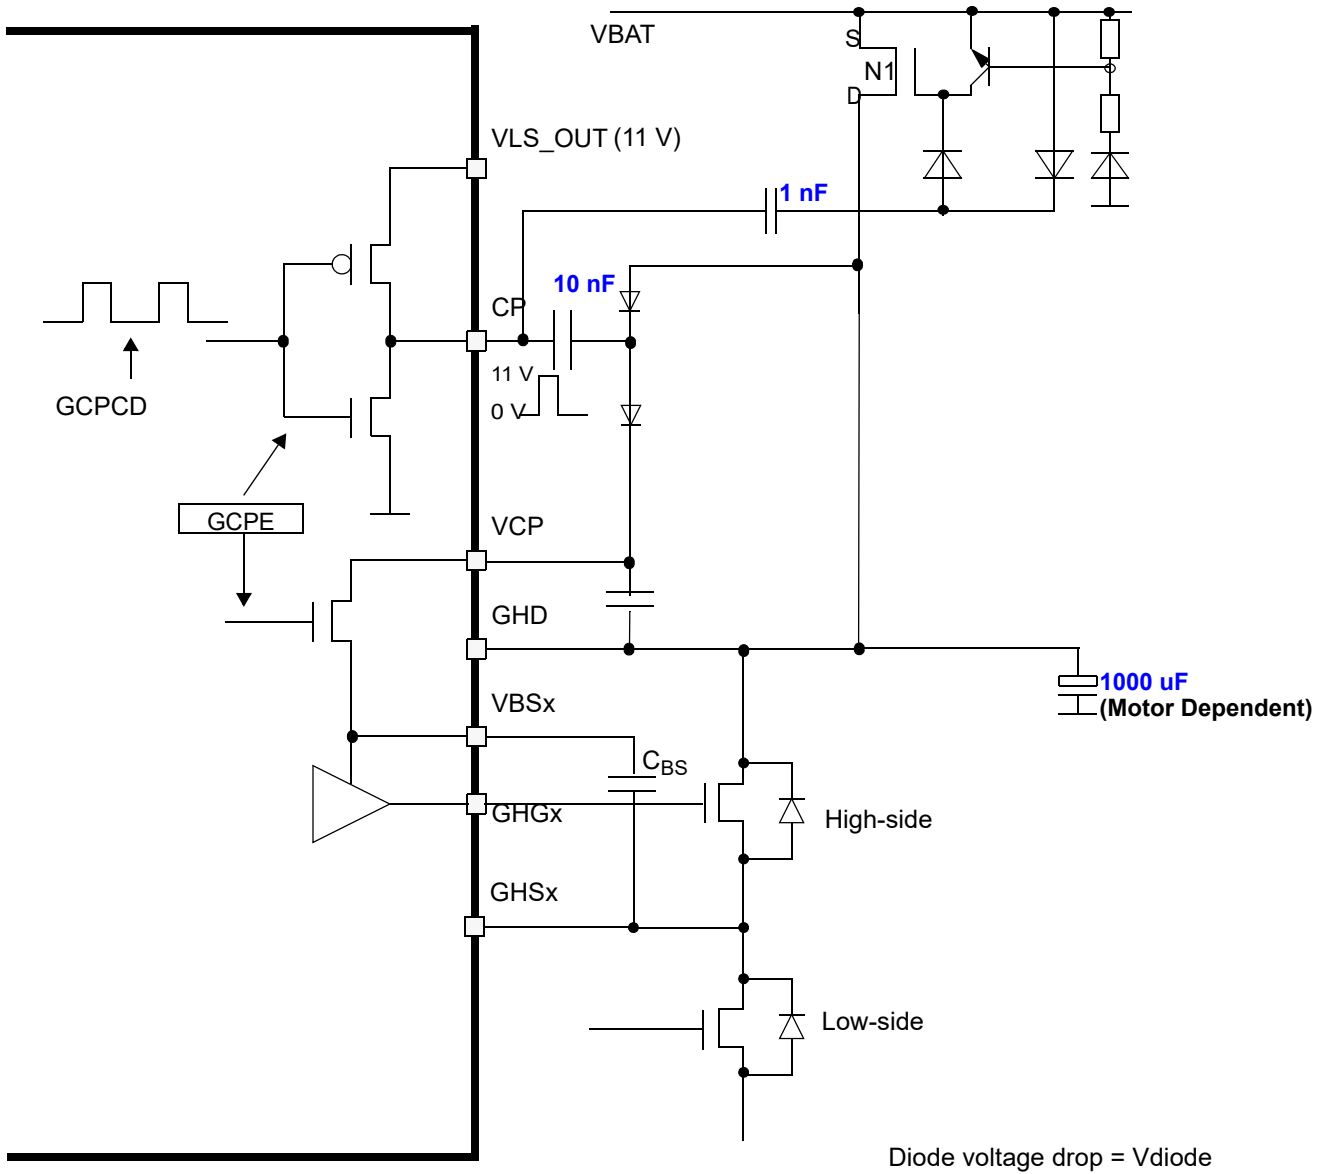 VBAT
S
N1
D
VLS_OUT (11 V)
1 nF
10 nF
CP
11 V
0 V
GCPCD
GCPE
VCP
GHD
1000 uF
(Motor Dependent)
VBSx
CBS
GHGx
High-side
GHSx
Low-side
Diode voltage drop = Vdiode